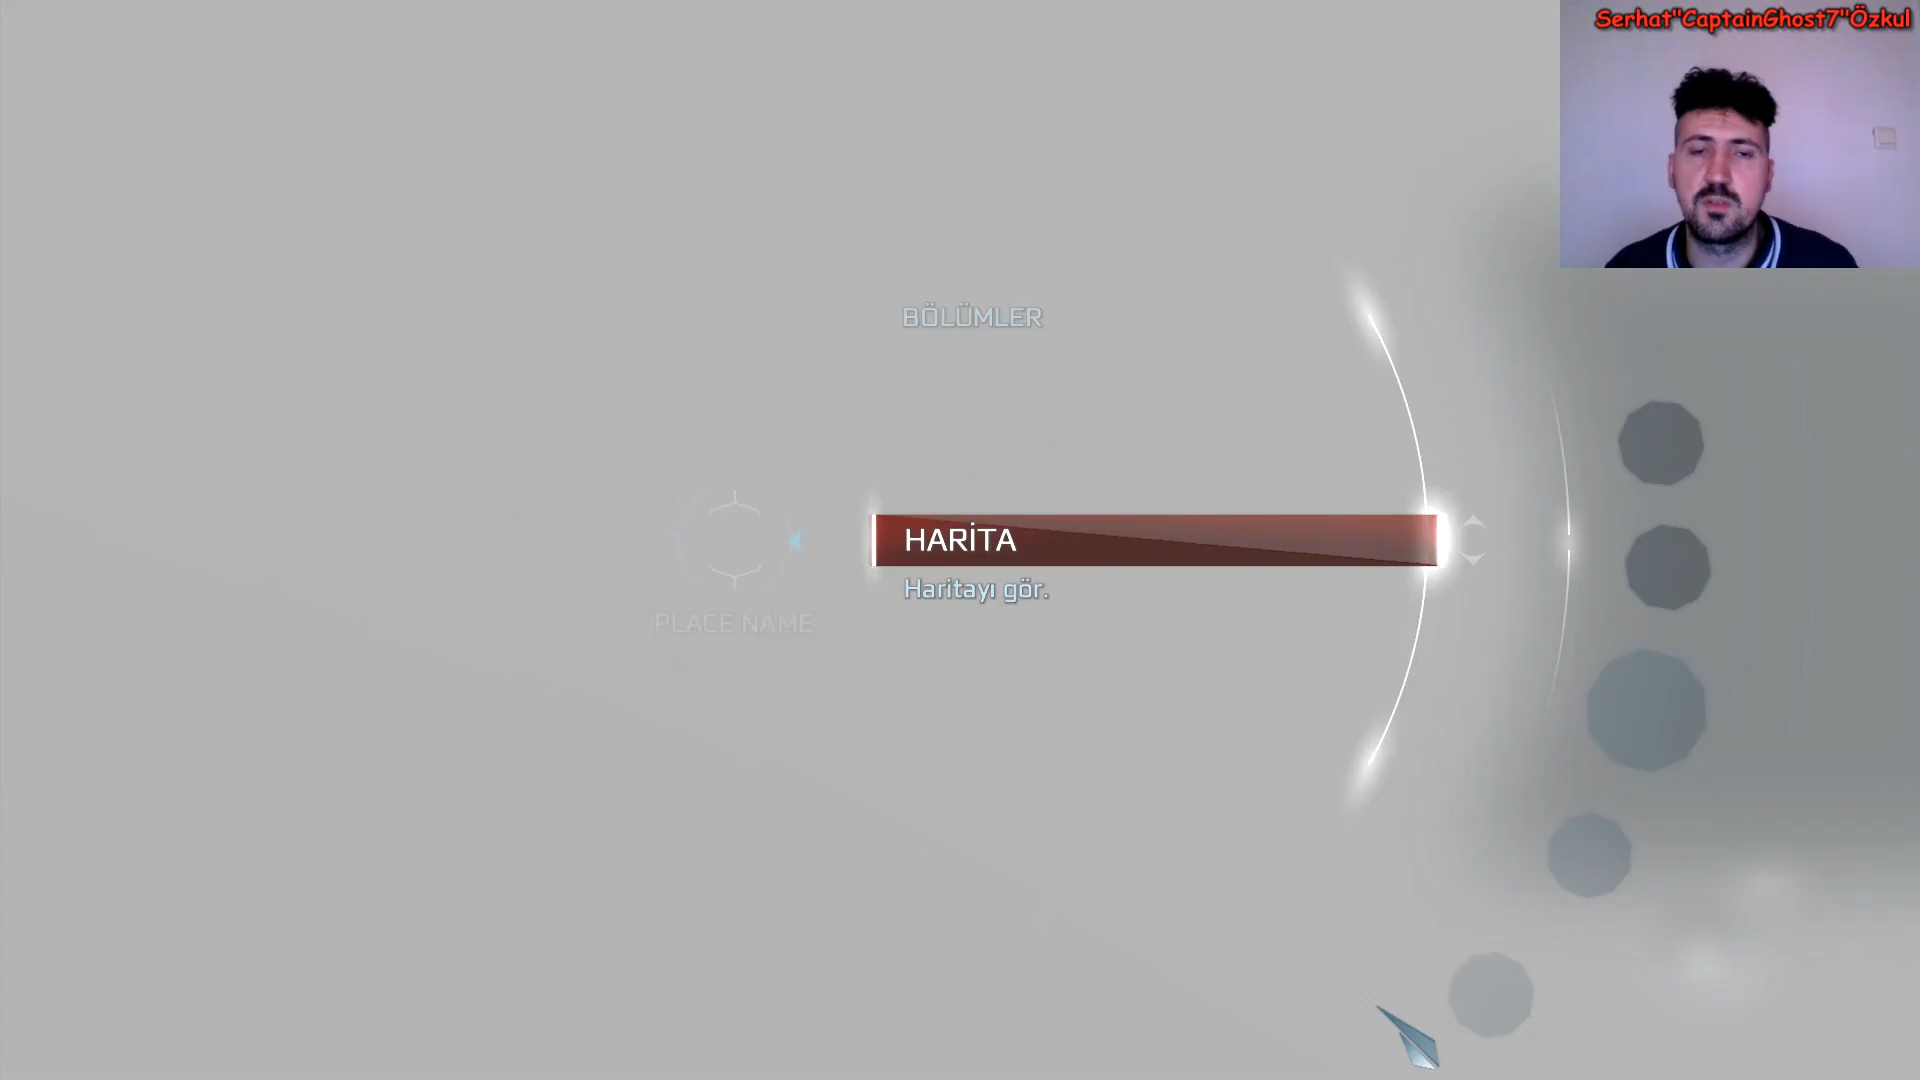 Serhat"CaptainGhost7"Özkul
BÖLÜMLER
HARİTA
Haritayı gör.
PLACE NAME